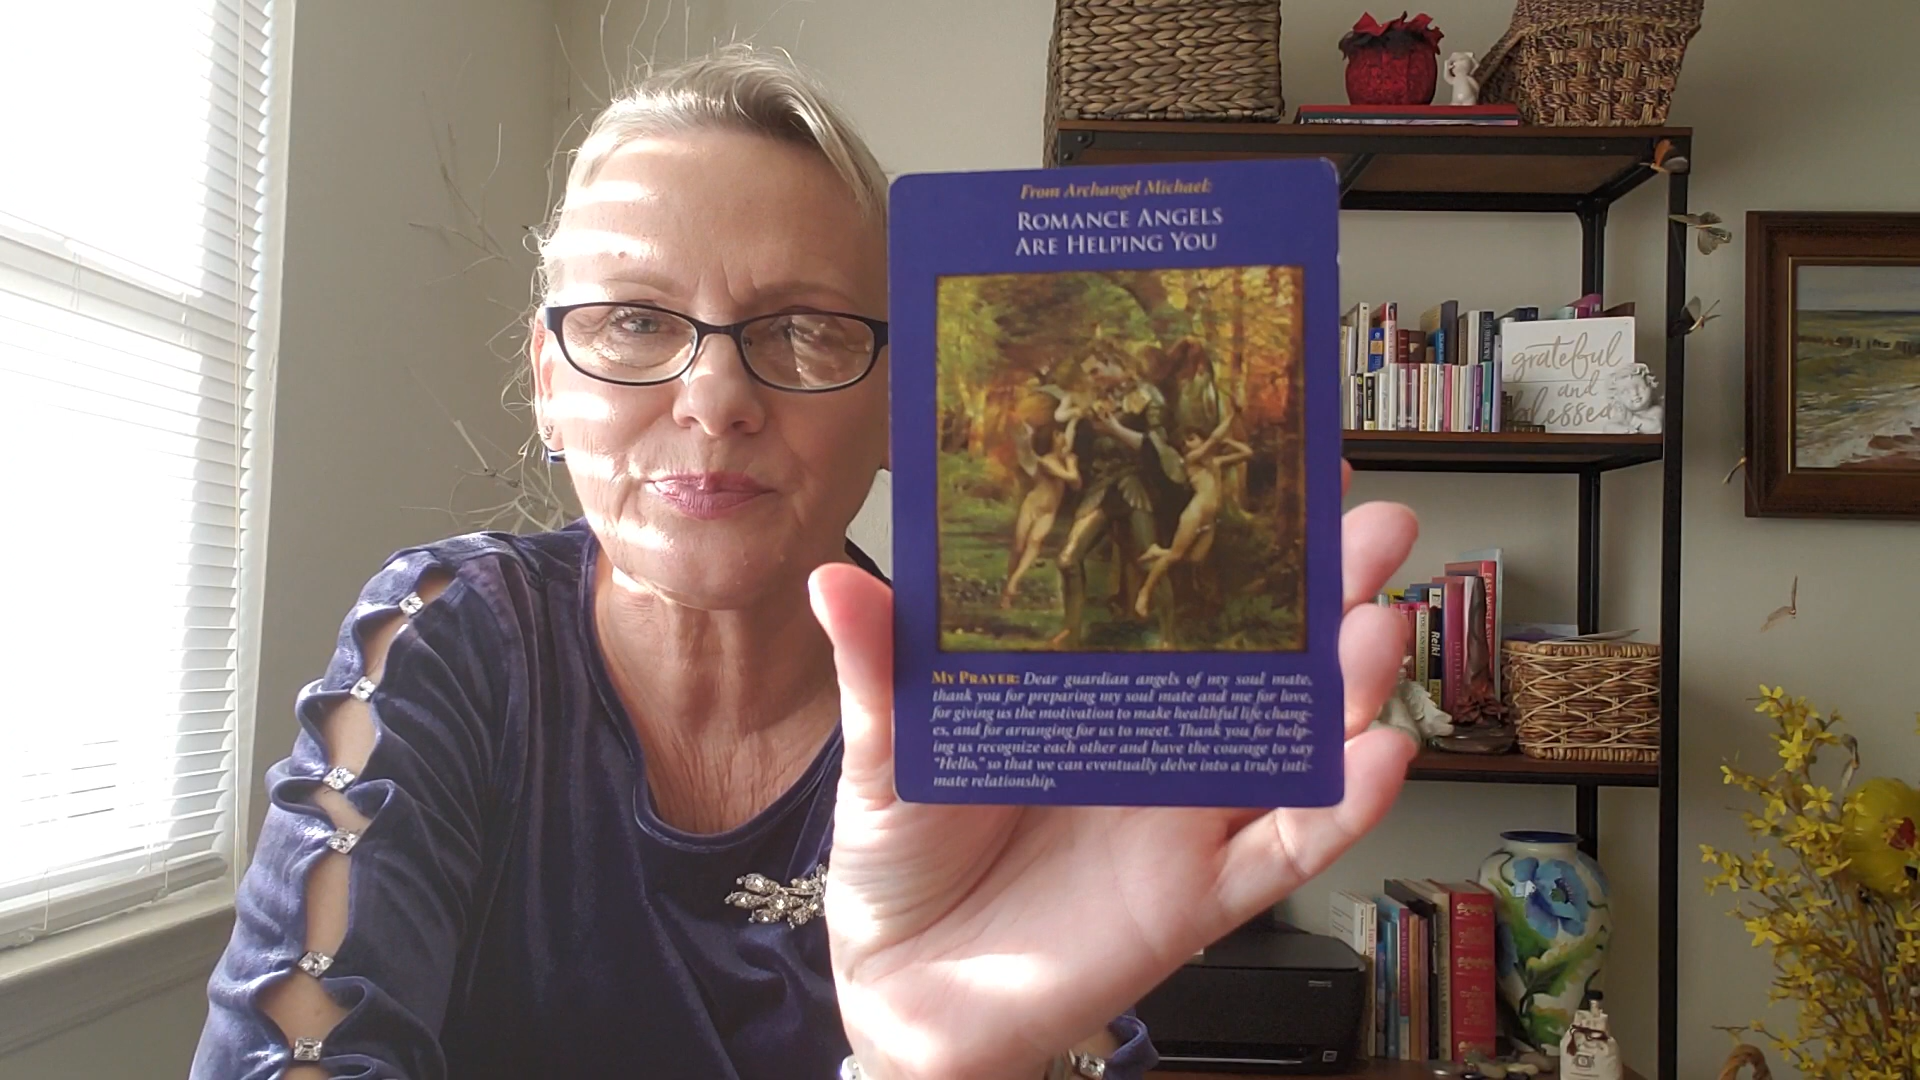 From Archangel Michael:
ROMANCE ANGELS
ARE HELPING YOU
MY PRAYER: Dear guardian angels of my soul mate,
thank you for preparing my soul mate and me for love,
for giving us the motivation to make healthful life chang-
es, and for arranging for us to meet. Thank you for help-
ing us recognize each other and have the courage to say
"Hello," so that we can eventually delve into a truly inti-
mate relationship.
grateful
and
blessed
Reiki